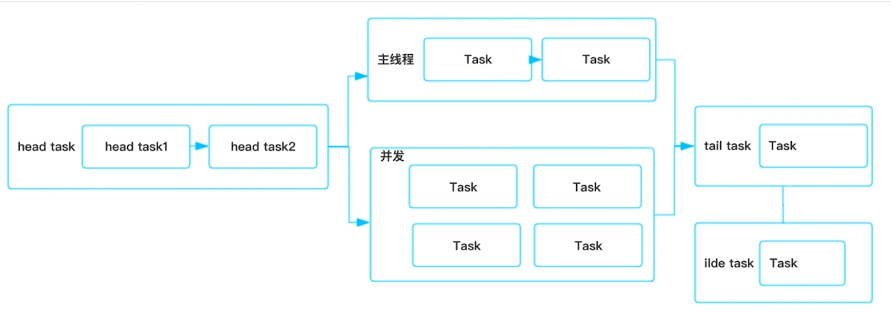 head task
head task1
head task2
主线程
Task
Task
并发
Task
Task
Task
Task
tail task
Task
ilde task
Task